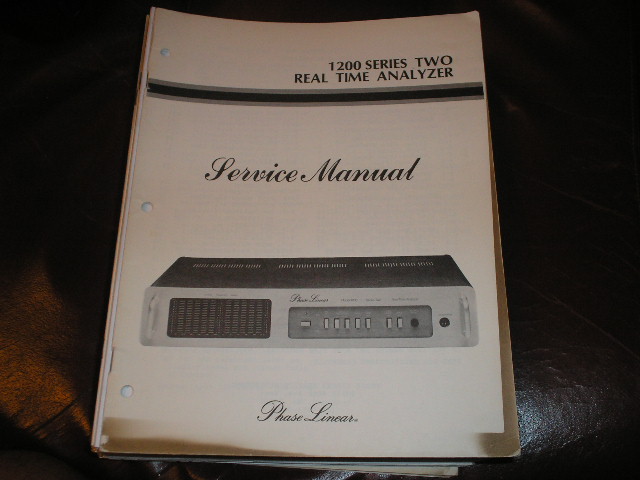 1200 SERIES TWO
REAL TIME ANALYZER
Service Manual
Phase Linear
Phase Linear